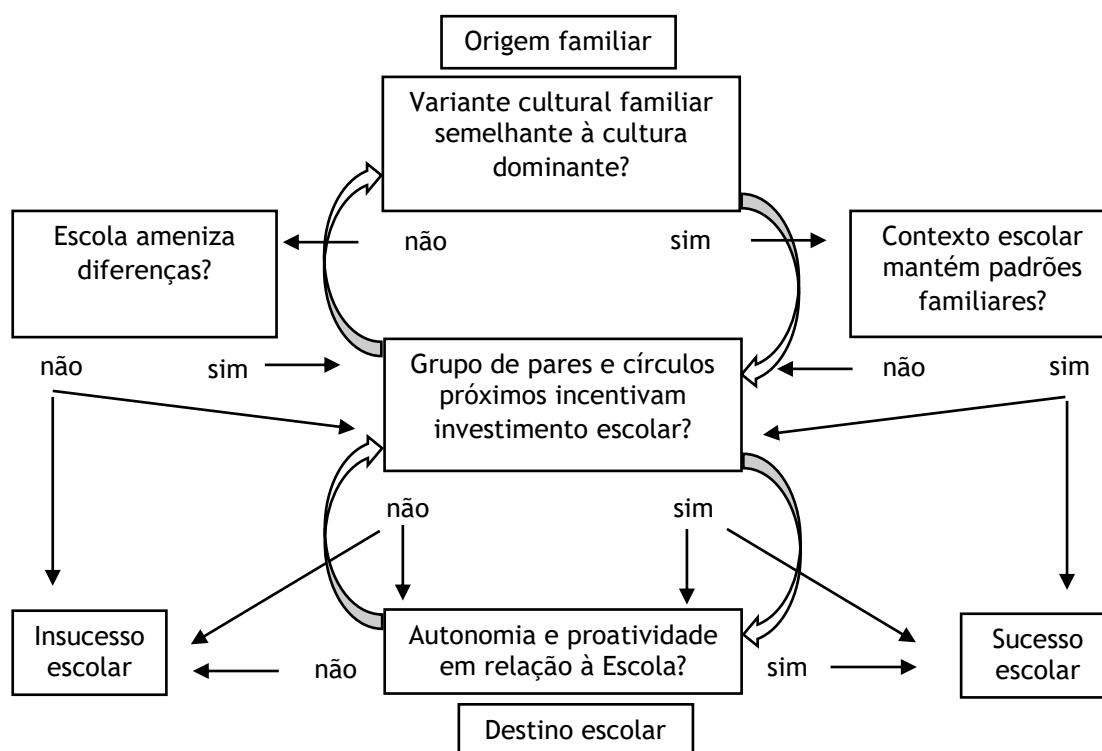 Origem familiar
Variante cultural familiar
semelhante à cultura
dominante?
Escola ameniza
diferenças?
não
sim
Contexto escolar
mantém padrões
familiares?
não
sim
Grupo de pares e círculos
próximos incentivam
investimento escolar?
não
sim
não
sim
Insucesso
escolar
não
Autonomia e proatividade
em relação à Escola?
sim
Sucesso
escolar
Destino escolar